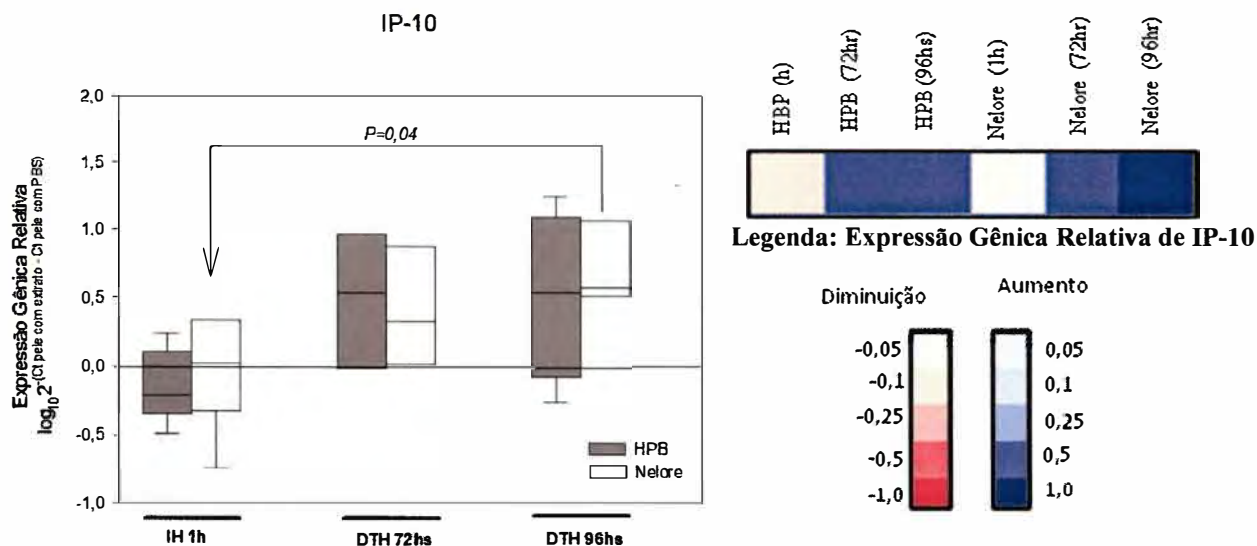 IP-10
Expressão Gênica Relativa
log10 2-(Ct pele com extrato - Ct pele com PBS)
2,0
1,5
1,0
0,5
0,0
-0,5
-1,0
P=0,04
HPB
Nelore
IH 1h
DTH 72hs
DTH 96hs
HBP (h)
HPB (72hr)
HPB (96hs)
Nelore (1h)
Nelore (72hr)
Nelore (96hr)
Legenda: Expressão Gênica Relativa de IP-10
Diminuição
Aumento
-0,05
-0,1
-0,25
-0,5
-1,0
0,05
0,1
0,25
0,5
1,0